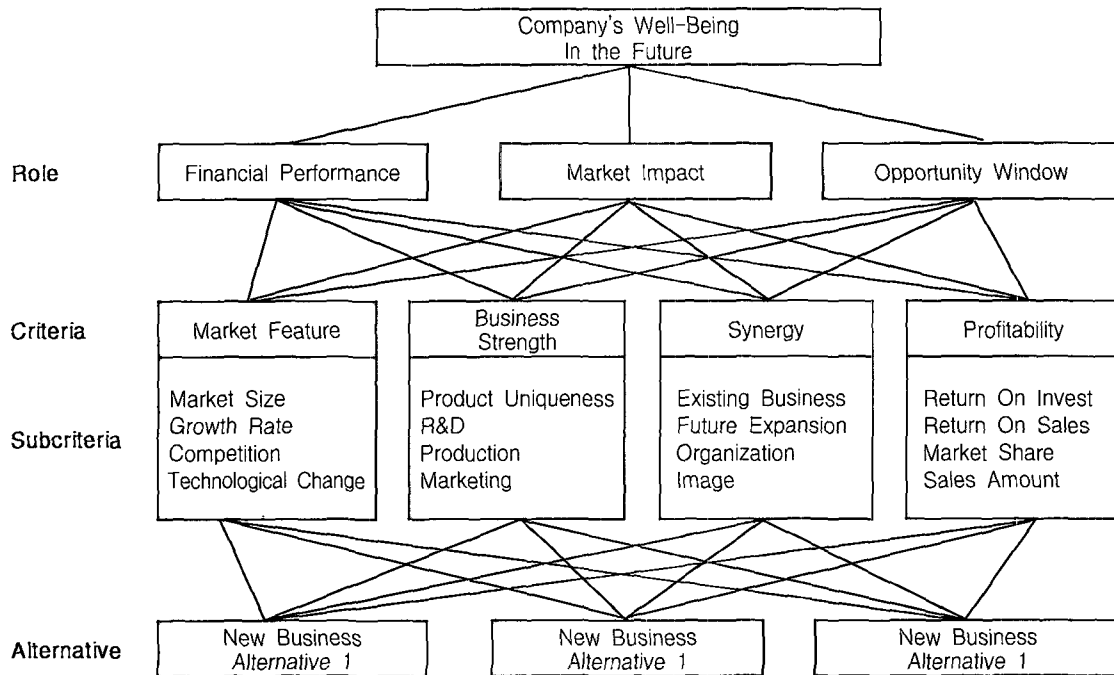 Company's Well-Being
In the Future
Role
Financial Performance
Market Impact
Opportunity Window
Criteria
Market Feature
Business
Strength
Synergy
Profitability
Subcriteria
Market Size
Growth Rate
Competition
Technological Change
Product Uniqueness
R&D
Production
Marketing
Existing Business
Future Expansion
Organization
Image
Return On Invest
Return On Sales
Market Share
Sales Amount
Alternative
New Business
Alternative 1
New Business
Alternative 1
New Business
Alternative 1